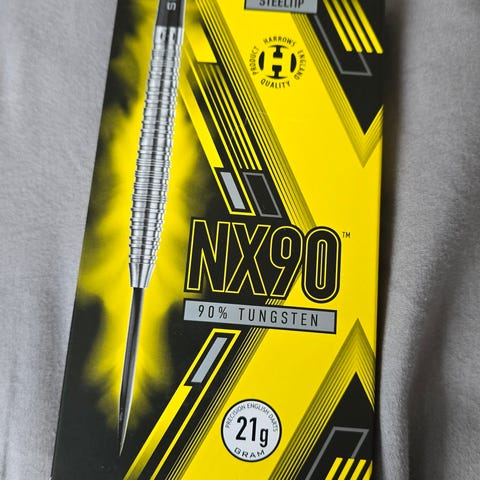 STEELTIP
HARROWS
ENGLAND
QUALITY
PRODUCT
H
NX90™
90% TUNGSTEN
PRECISION ENGLISH DARTS
21g
GRAM